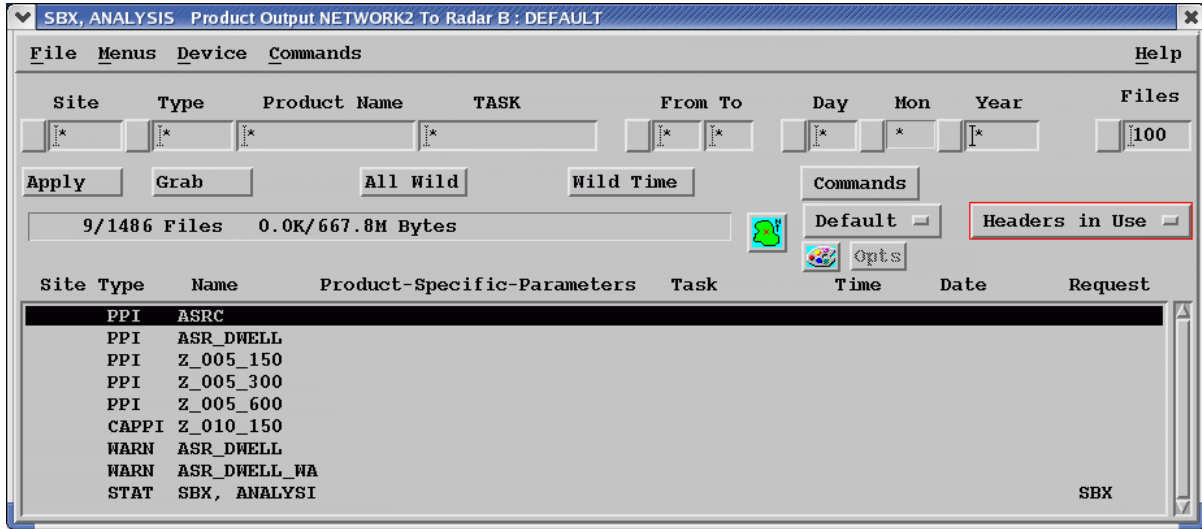 SBX, ANALYSIS Product Output NETWORK2 To Radar B : DEFAULT
File Menus Device Commands Help
Site Type Product Name TASK From To Day Mon Year Files
* * * * * * * * * 100
Apply Grab All Wild Wild Time Commands
9/1486 Files 0.0K/667.8M Bytes Default Headers in Use
N
Opts
Site Type Name Product-Specific-Parameters Task Time Date Request
PPI ASRC
PPI ASR_DWELL
PPI Z_005_150
PPI Z_005_300
PPI Z_005_600
CAPPI Z_010_150
WARN ASR_DWELL
WARN ASR_DWELL_WA
STAT SBX, ANALYSI SBX